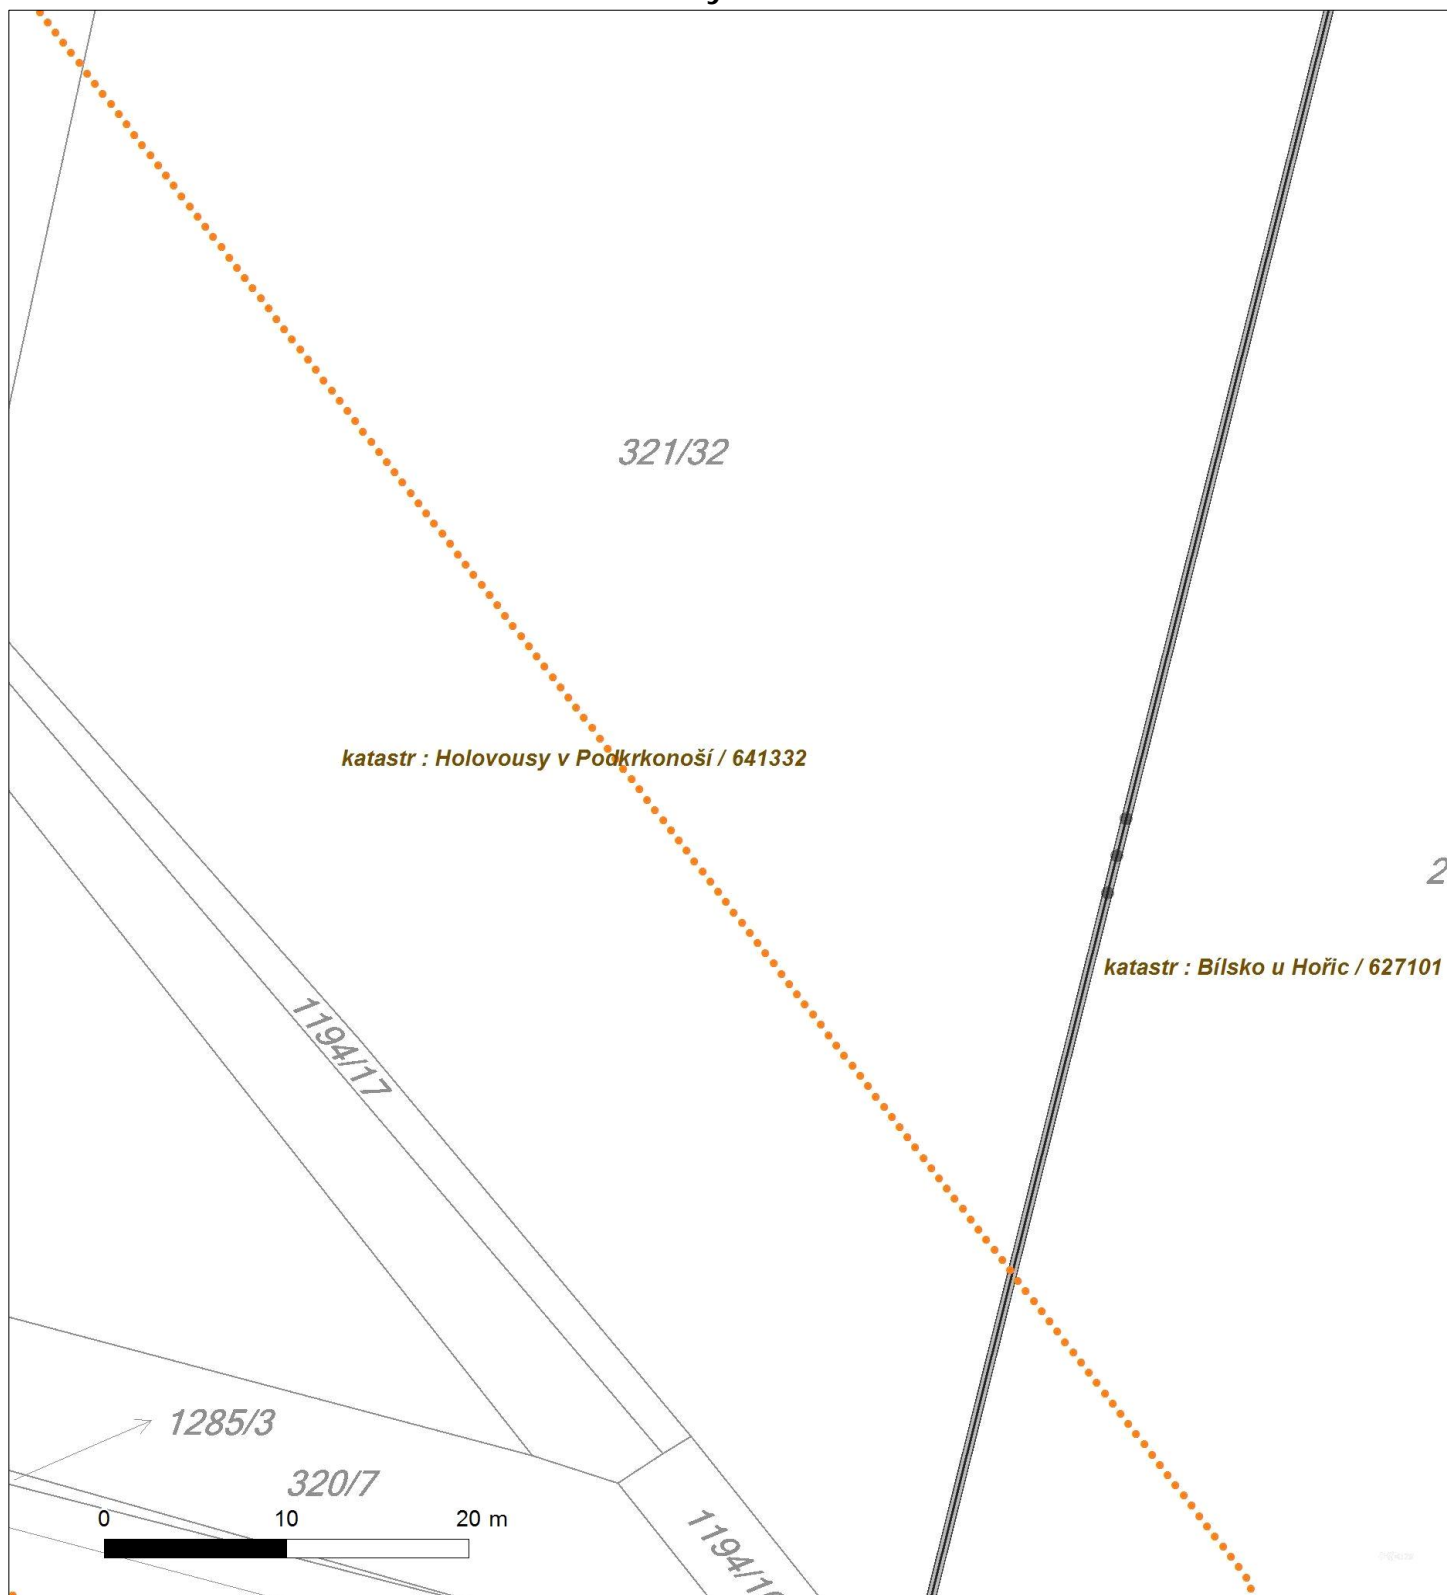 321/32
katastr : Holovousy v Podkrkonoší / 641332
2
katastr : Bílsko u Hořic / 627101
1194/17
1285/3
320/7
0 10 20 m